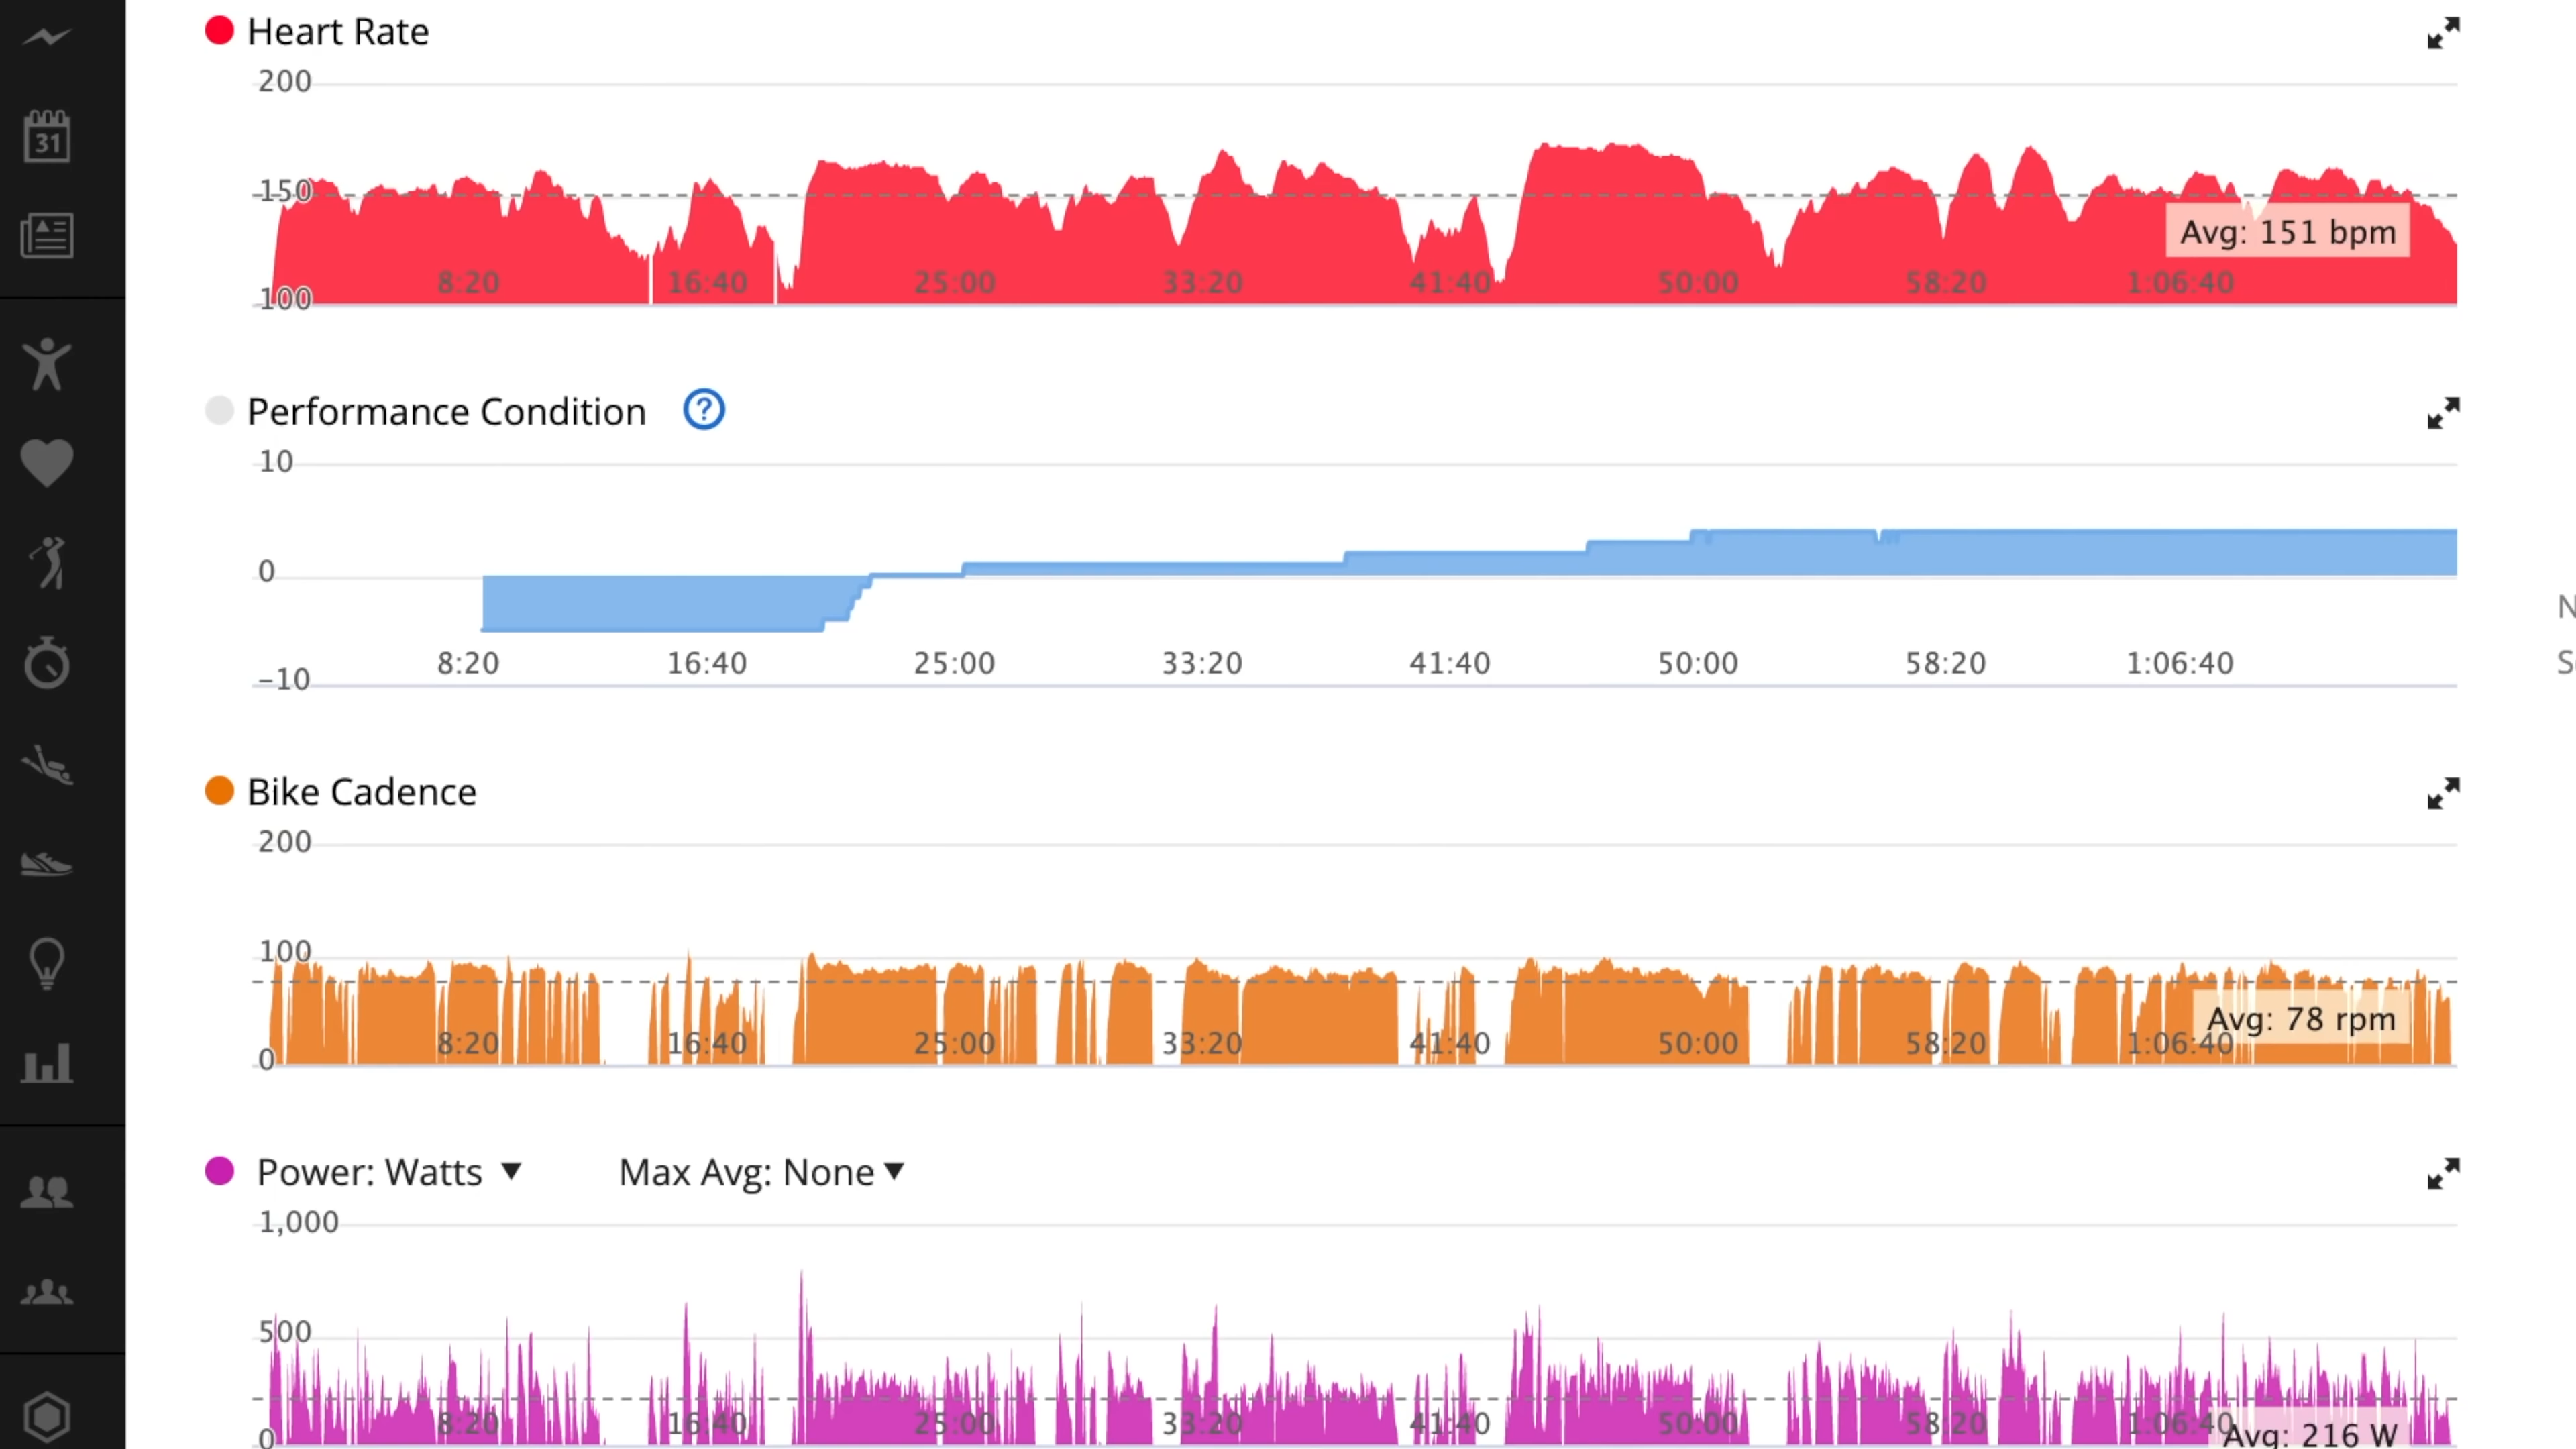 Heart Rate
200
150
100
8:20 16:40 25:00 33:20 41:40 50:00 58:20 1:06:40
Avg: 151 bpm
31
Performance Condition ?
10
0
-10
8:20 16:40 25:00 33:20 41:40 50:00 58:20 1:06:40
N
S
Bike Cadence
200
100
0
8:20 16:40 25:00 33:20 41:40 50:00 58:20 1:06:40
Avg: 78 rpm
Power: Watts ▼ Max Avg: None ▼
1,000
500
0
8:20 16:40 25:00 33:20 41:40 50:00 58:20 1:06:40
Avg: 216 W